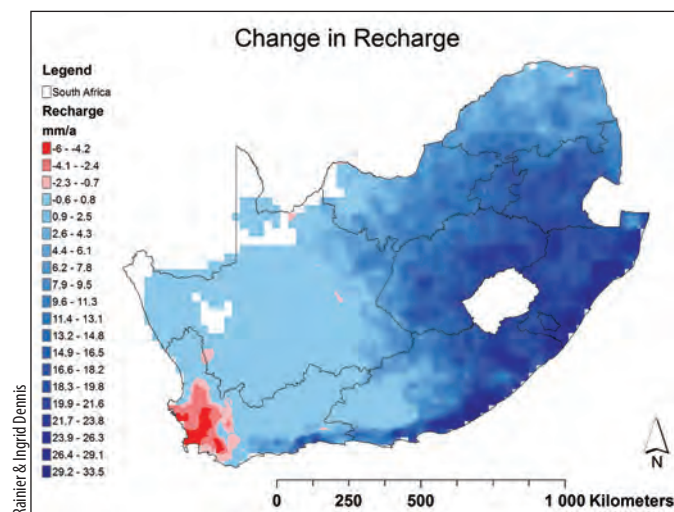 Change in Recharge
Legend
South Africa
Recharge
mm/a
-6 - -4.2
-4.1 - -2.4
-2.3 - -0.7
-0.6 - 0.8
0.9 - 2.5
2.6 - 4.3
4.4 - 6.1
6.2 - 7.8
7.9 - 9.5
9.6 - 11.3
11.4 - 13.1
13.2 - 14.8
14.9 - 16.5
16.6 - 18.2
18.3 - 19.8
19.9 - 21.6
21.7 - 23.8
23.9 - 26.3
26.4 - 29.1
29.2 - 33.5
Rainier & Ingrid Dennis
N
0 250 500 1 000 Kilometers